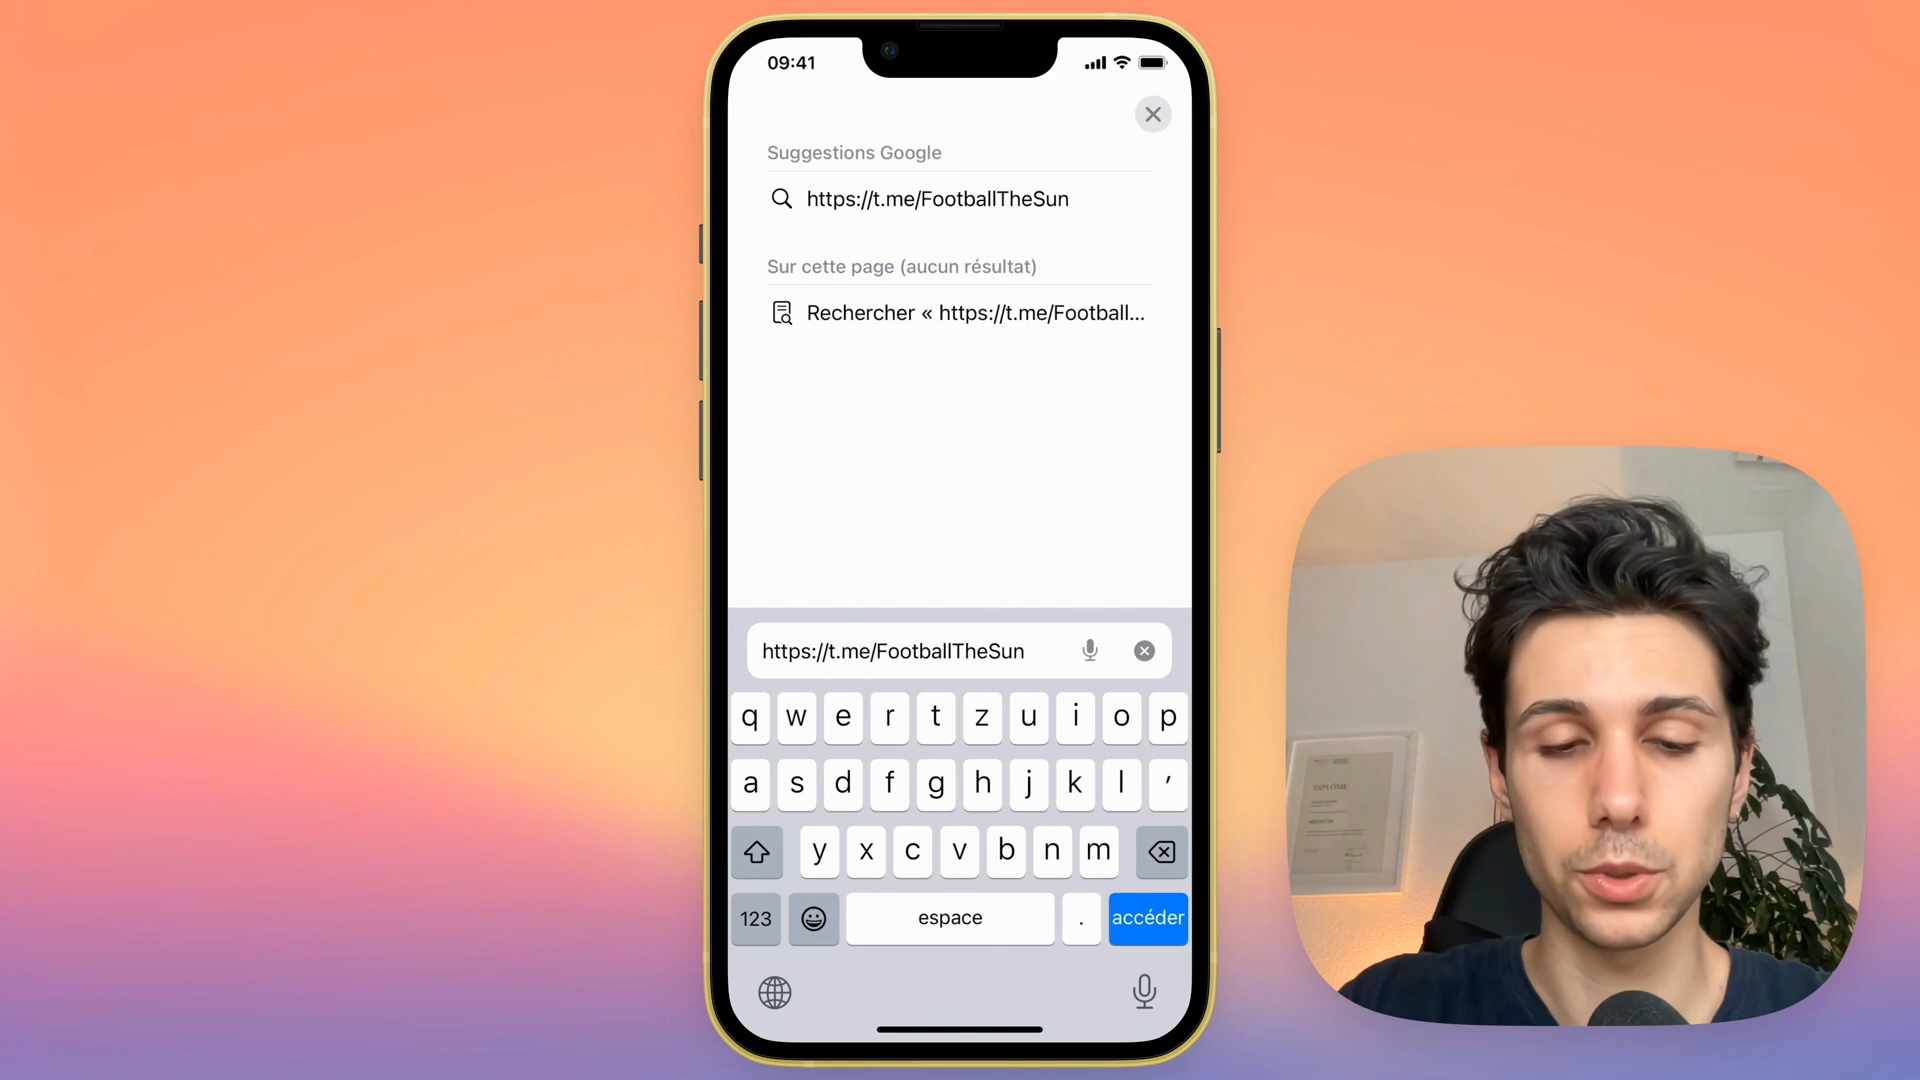 09:41
Suggestions Google
https://t.me/FootballTheSun
Sur cette page (aucun résultat)
Rechercher « https://t.me/Football...
https://t.me/FootballTheSun
q w e r t z u i o p
a s d f g h j k l ′
y x c v b n m
123 espace . accéder
DIPLÔME